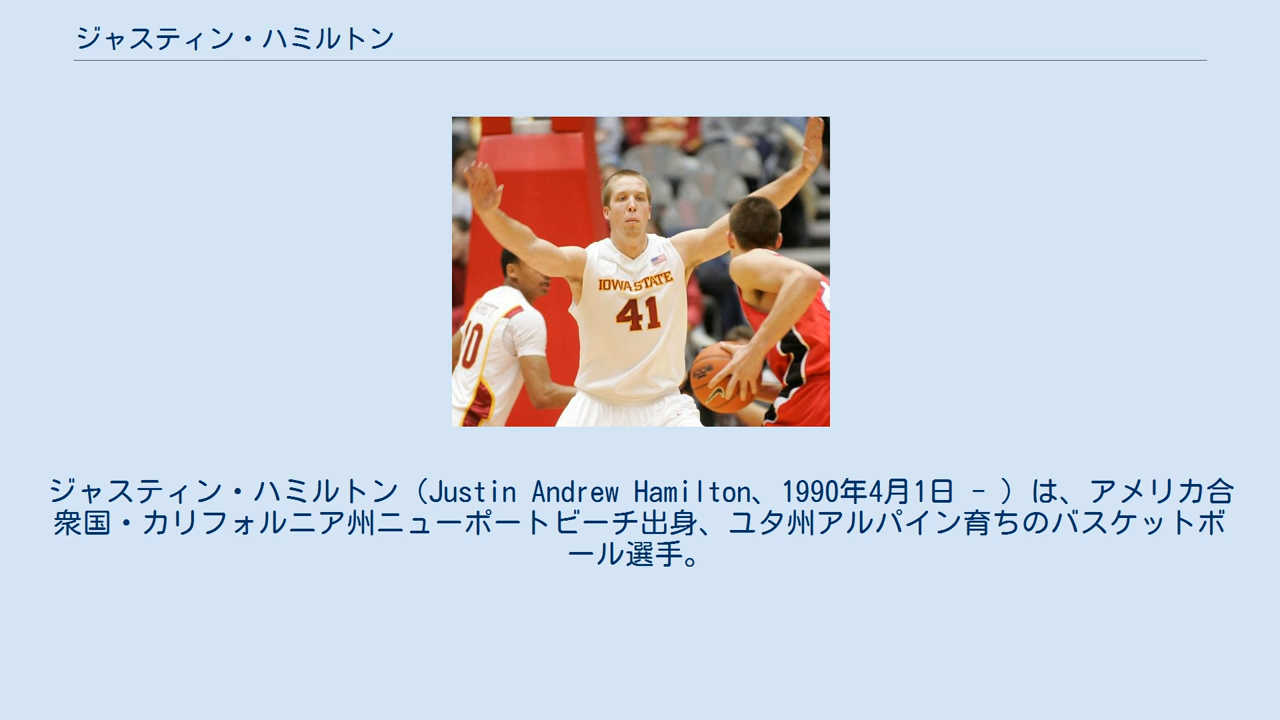 ジャスティン・ハミルトン
IOWA STATE
41
10
ジャスティン・ハミルトン（Justin Andrew Hamilton、1990年4月1日 - ）は、アメリカ合
衆国・カリフォルニア州ニューポートビーチ出身、ユタ州アルパイン育ちのバスケットボ
ール選手。